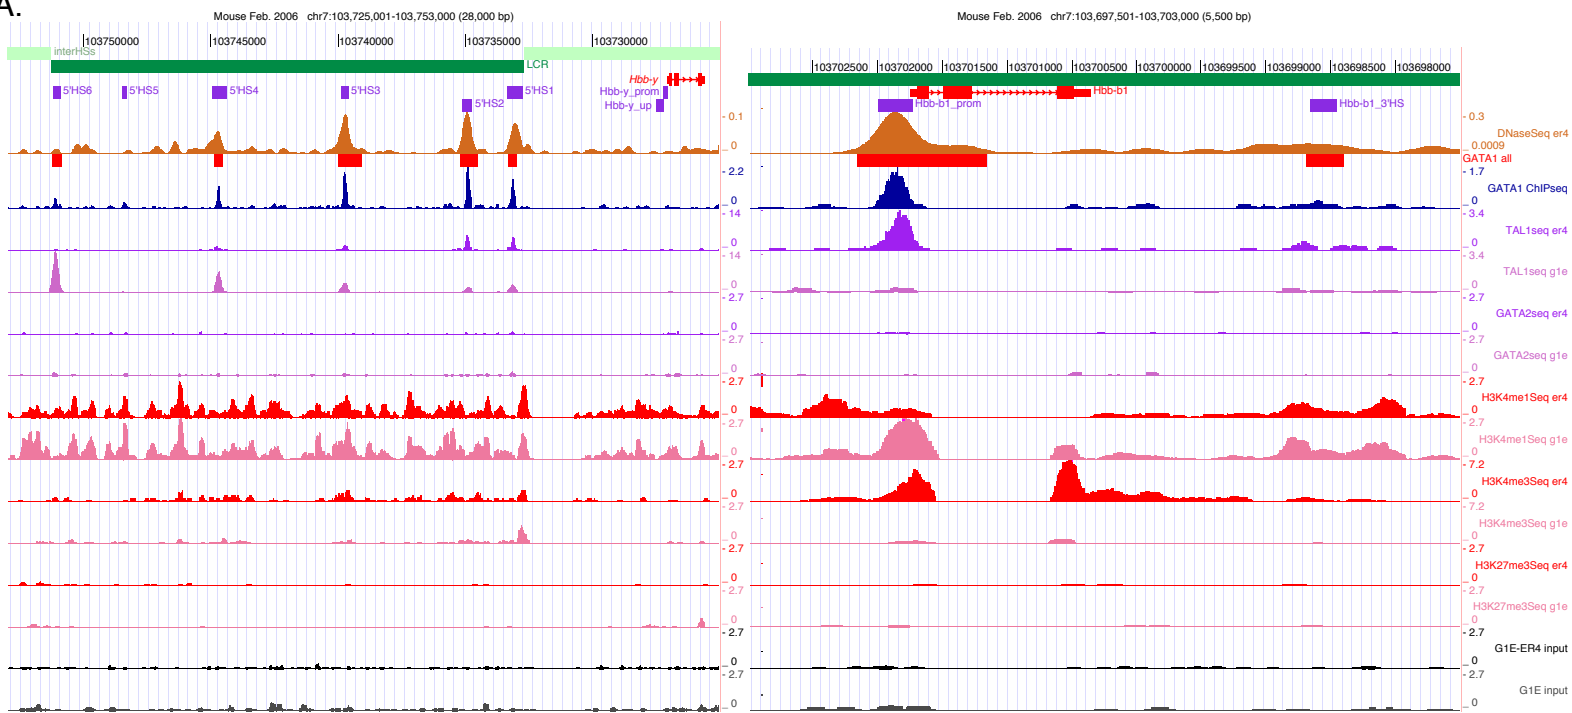 A.
Mouse Feb. 2006 chr7:103,725,001-103,753,000 (28,000 bp)
Mouse Feb. 2006 chr7:103,697,501-103,703,000 (5,500 bp)
|103750000 |103745000 |103740000 |103735000 |103730000
interHSs
LCR
Hbb-y
5'HS6 5'HS5 5'HS4 5'HS3 5'HS1 Hbb-y_prom
5'HS2 Hbb-y_up
|103702500 |103702000 |103701500 |103701000 |103700500 |103700000 |103699500 |103699000 |103698500 |103698000
Hbb-b1
Hbb-b1_prom Hbb-b1_3'HS
0.1 0.3 DNaseSeq er4
0 0.0009
GATA1 all
2.2 1.7 GATA1 ChIPseq
0 0
14 3.4 TAL1seq er4
0 0
14 3.4 TAL1seq g1e
0 0
2.7 2.7 GATA2seq er4
0 0
2.7 2.7 GATA2seq g1e
0 0
2.7 2.7 H3K4me1Seq er4
0 0
2.7 2.7 H3K4me1Seq g1e
0 0
2.7 7.2 H3K4me3Seq er4
0 0
2.7 7.2 H3K4me3Seq g1e
0 0
2.7 2.7 H3K27me3Seq er4
0 0
2.7 2.7 H3K27me3Seq g1e
0 0
2.7 2.7 G1E-ER4 input
0 0
2.7 2.7 G1E input
0 0